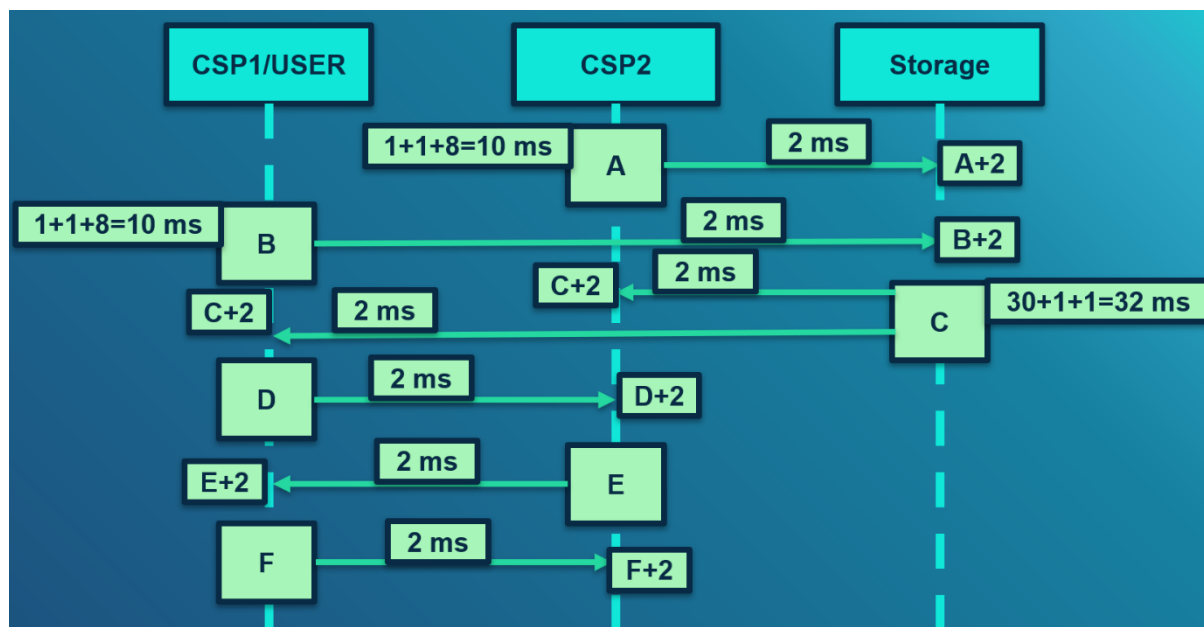 CSP1/USER
CSP2
Storage
1+1+8=10 ms
A
2 ms
A+2
1+1+8=10 ms
B
2 ms
B+2
C+2
2 ms
C+2
2 ms
C
30+1+1=32 ms
D
2 ms
D+2
E+2
2 ms
E
F
2 ms
F+2